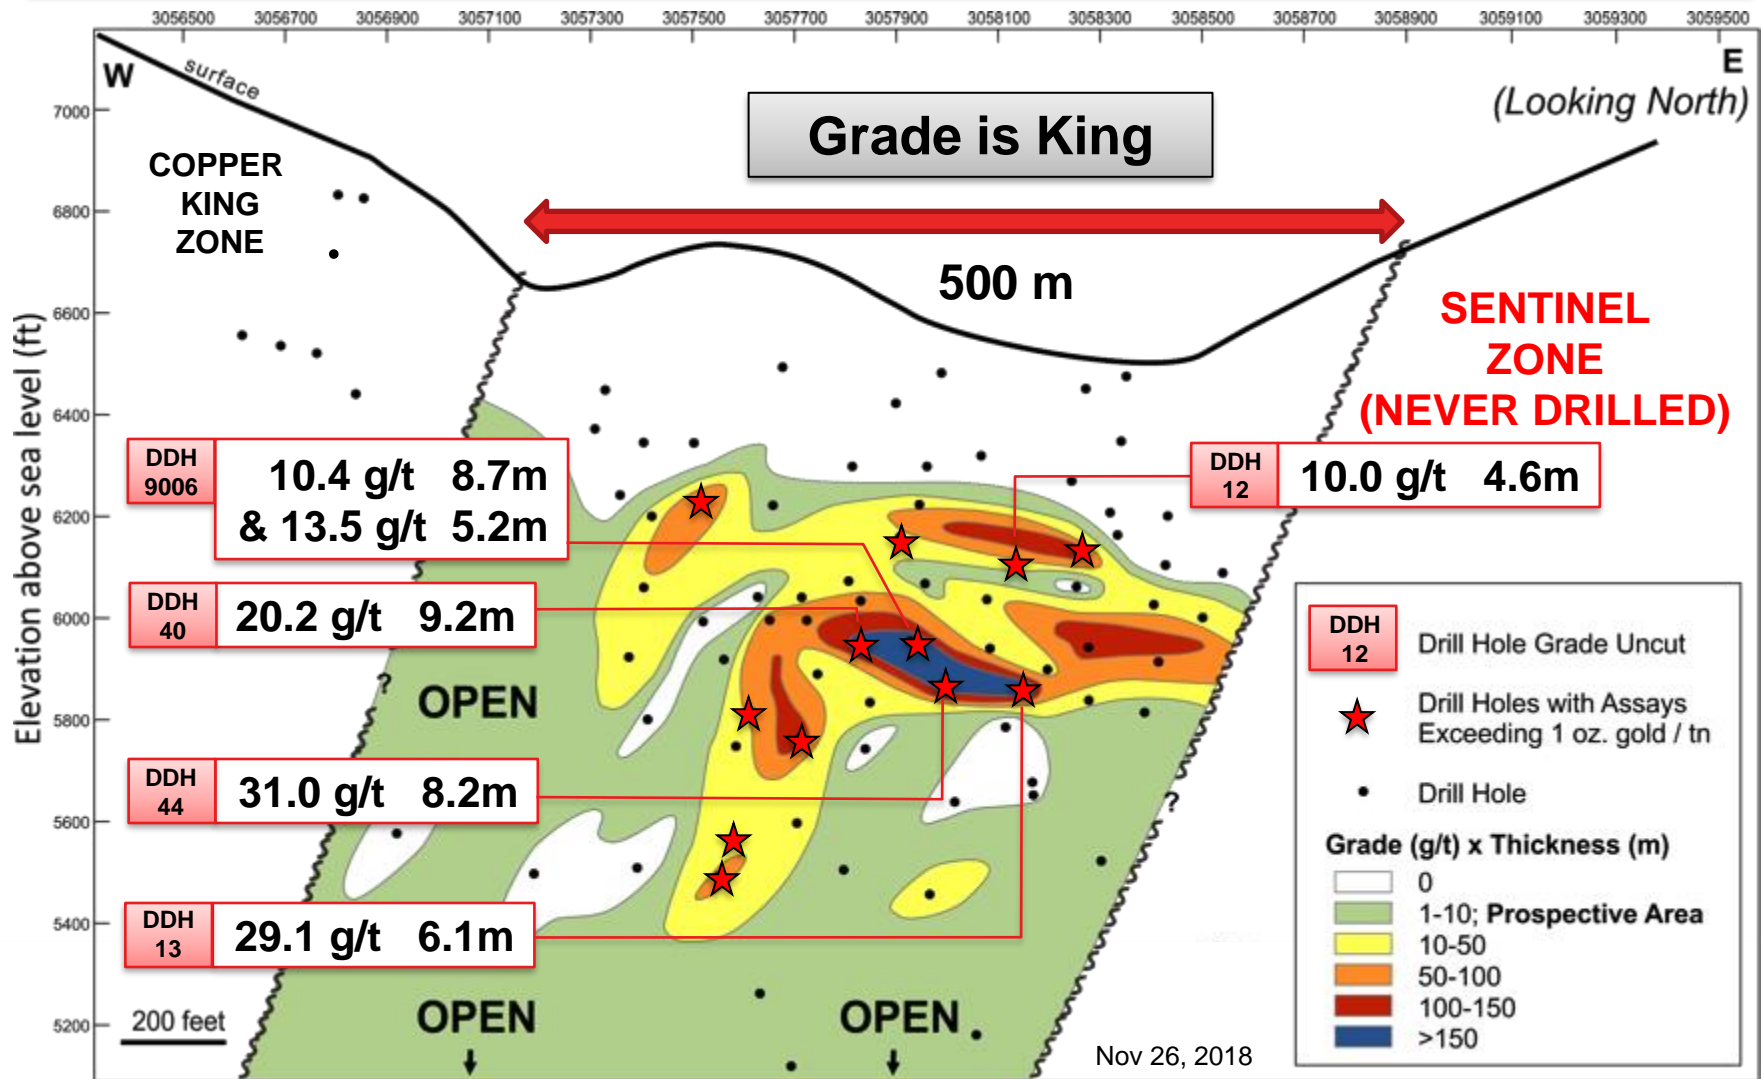 3056500 3056700 3056900 3057100 3057300 3057500 3057700 3057900 3058100 3058300 3058500 3058700 3058900 3059100 3059300 3059500
W
E
surface
(Looking North)
7000
Grade is King
COPPER
KING
ZONE
6800
500 m
6600
SENTINEL
ZONE
(NEVER DRILLED)
Elevation above sea level (ft)
6400
DDH
9006
10.4 g/t 8.7m
& 13.5 g/t 5.2m
DDH
12
10.0 g/t 4.6m
6200
DDH
40
20.2 g/t 9.2m
6000
?
OPEN
5800
DDH
44
31.0 g/t 8.2m
?
5600
DDH
13
29.1 g/t 6.1m
5400
OPEN
OPEN
5200
200 feet
Nov 26, 2018
DDH
12
Drill Hole Grade Uncut
Drill Holes with Assays
Exceeding 1 oz. gold / tn
Drill Hole
Grade (g/t) x Thickness (m)
0
1-10; Prospective Area
10-50
50-100
100-150
>150